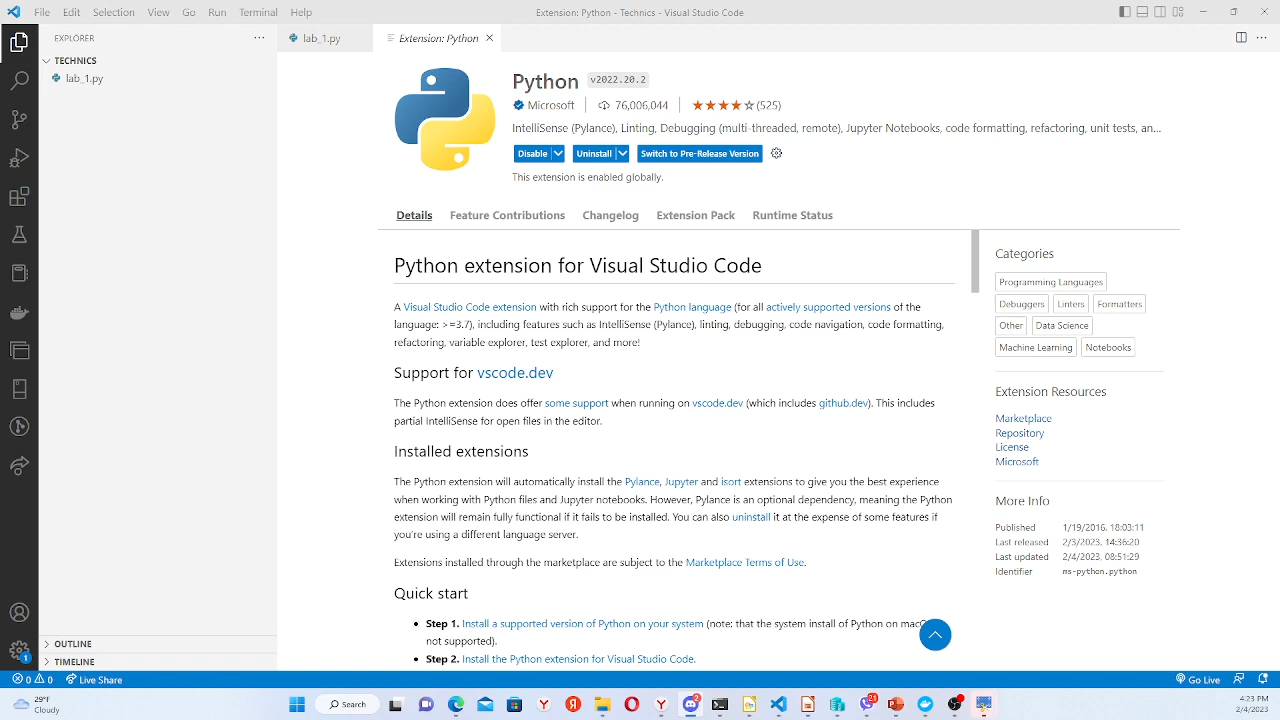 File Edit Selection View Go Run Terminal Help
Extension: Python - Technics - Visual Studio Code
EXPLORER
TECHNICS
lab_1.py
OUTLINE
TIMELINE
lab_1.py
Extension: Python
Python v2022.20.2
Microsoft 76,006,044 (525)
IntelliSense (Pylance), Linting, Debugging (multi-threaded, remote), Jupyter Notebooks, code formatting, refactoring, unit tests, an...
Disable Uninstall Switch to Pre-Release Version
This extension is enabled globally.
Details Feature Contributions Changelog Extension Pack Runtime Status
Python extension for Visual Studio Code
A Visual Studio Code extension with rich support for the Python language (for all actively supported versions of the
language: >=3.7), including features such as IntelliSense (Pylance), linting, debugging, code navigation, code formatting,
refactoring, variable explorer, test explorer, and more!
Support for vscode.dev
The Python extension does offer some support when running on vscode.dev (which includes github.dev). This includes
partial IntelliSense for open files in the editor.
Installed extensions
The Python extension will automatically install the Pylance, Jupyter and isort extensions to give you the best experience
when working with Python files and Jupyter notebooks. However, Pylance is an optional dependency, meaning the Python
extension will remain fully functional if it fails to be installed. You can also uninstall it at the expense of some features if
you're using a different language server.
Extensions installed through the marketplace are subject to the Marketplace Terms of Use.
Quick start
Step 1. Install a supported version of Python on your system (note: that the system install of Python on mac
not supported).
Step 2. Install the Python extension for Visual Studio Code.
Categories
Programming Languages
Debuggers Linters Formatters
Other Data Science
Machine Learning Notebooks
Extension Resources
Marketplace
Repository
License
Microsoft
More Info
Published 1/19/2016, 18:03:11
Last released 2/3/2023, 14:36:20
Last updated 2/4/2023, 08:51:29
Identifier ms-python.python
1
0 0 Live Share
Go Live
29°
Cloudy
Search
2
21
4:23 PM
2/4/2023